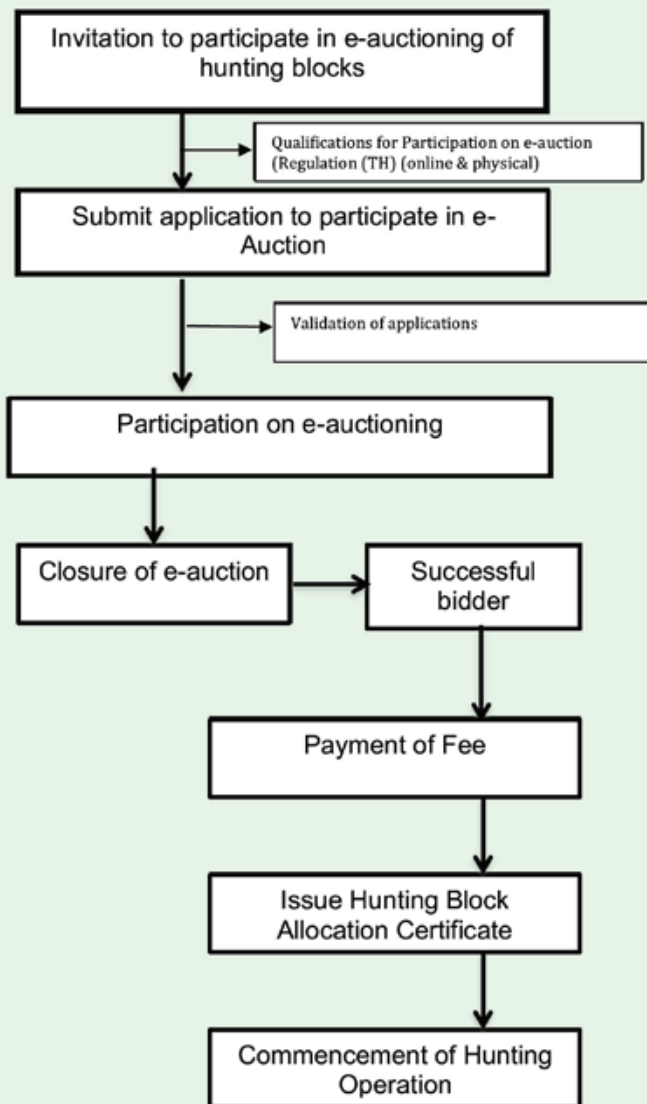 Invitation to participate in e-auctioning of
hunting blocks
Qualifications for Participation on e-auction
(Regulation (TH) (online & physical)
Submit application to participate in e-
Auction
Validation of applications
Participation on e-auctioning
Closure of e-auction
Successful
bidder
Payment of Fee
Issue Hunting Block
Allocation Certificate
Commencement of Hunting
Operation